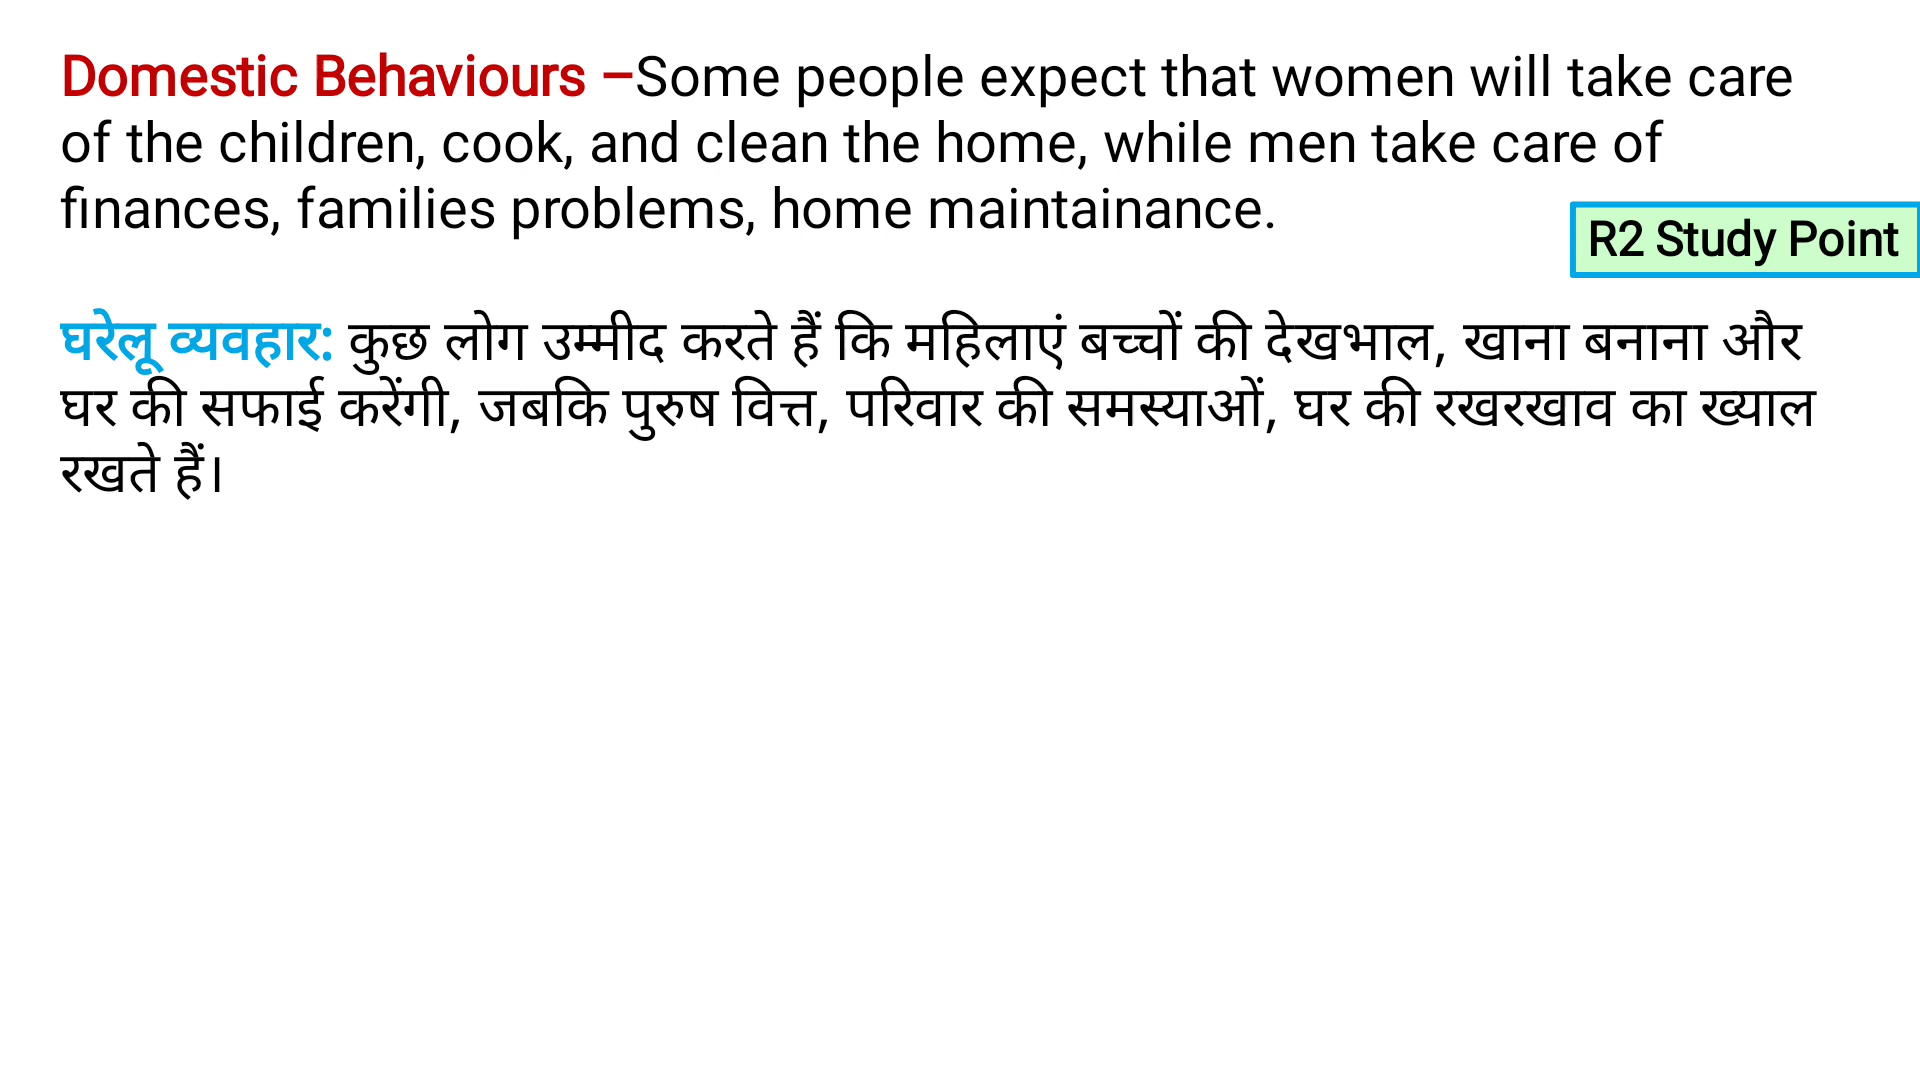 Domestic Behaviours –Some people expect that women will take care
of the children, cook, and clean the home, while men take care of
finances, families problems, home maintainance.
R2 Study Point
घरेलू व्यवहार: कुछ लोग उम्मीद करते हैं कि महिलाएं बच्चों की देखभाल, खाना बनाना और
घर की सफाई करेंगी, जबकि पुरुष वित्त, परिवार की समस्याओं, घर की रखरखाव का ख्याल
रखते हैं।